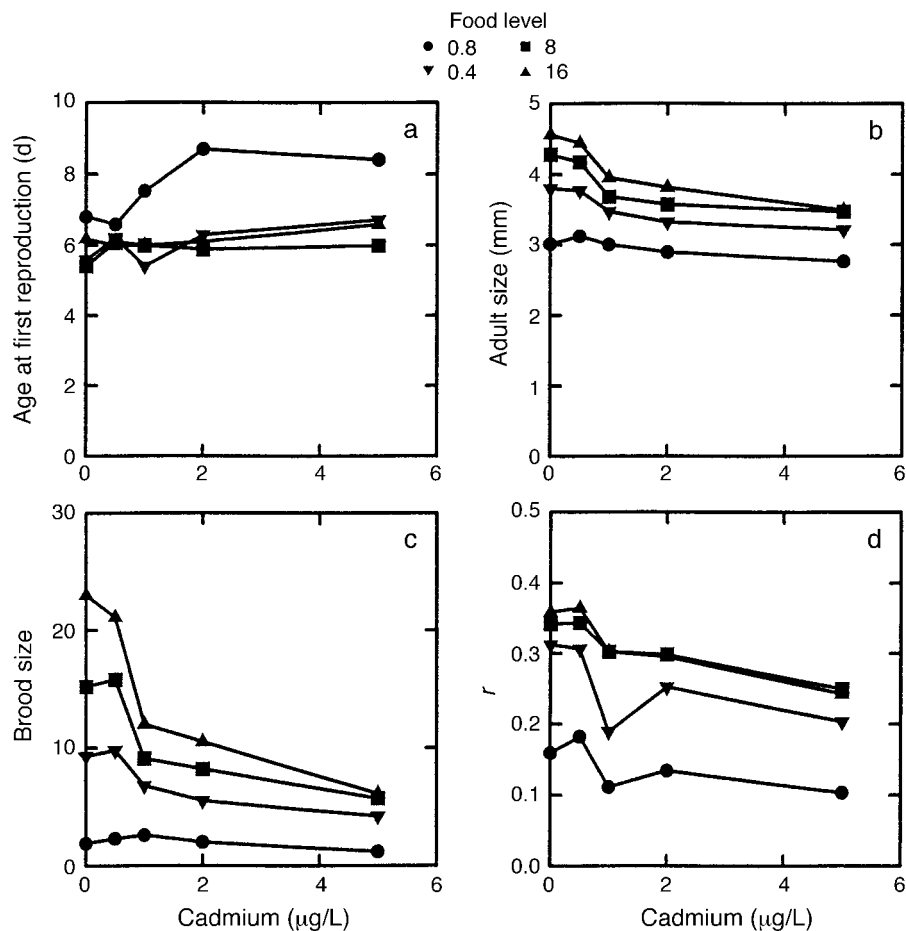 Food level
0.8 8
0.4 16
10
8
6
4
2
0
0 2 4 6
Age at first reproduction (d)
a
5
4
3
2
1
0
0 2 4 6
Adult size (mm)
b
30
20
10
0
0 2 4 6
Brood size
Cadmium (µg/L)
c
0.5
0.4
0.3
0.2
0.1
0.0
0 2 4 6
r
Cadmium (µg/L)
d